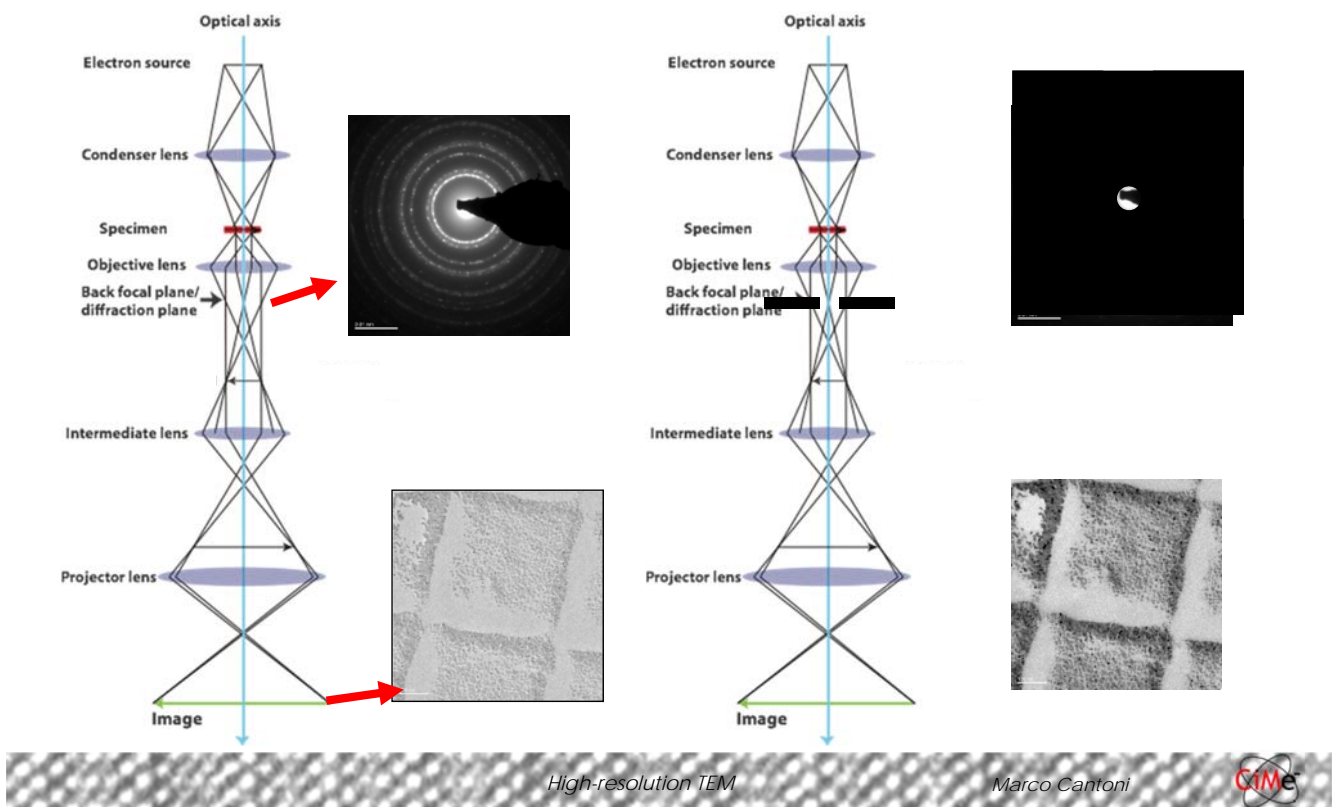 Optical axis
Electron source
Condenser lens
Specimen
Objective lens
Back focal plane/
diffraction plane
Intermediate lens
Projector lens
Image
Optical axis
Electron source
Condenser lens
Specimen
Objective lens
Back focal plane/
diffraction plane
Intermediate lens
Projector lens
Image
High-resolution TEM
Marco Cantoni
CiMe